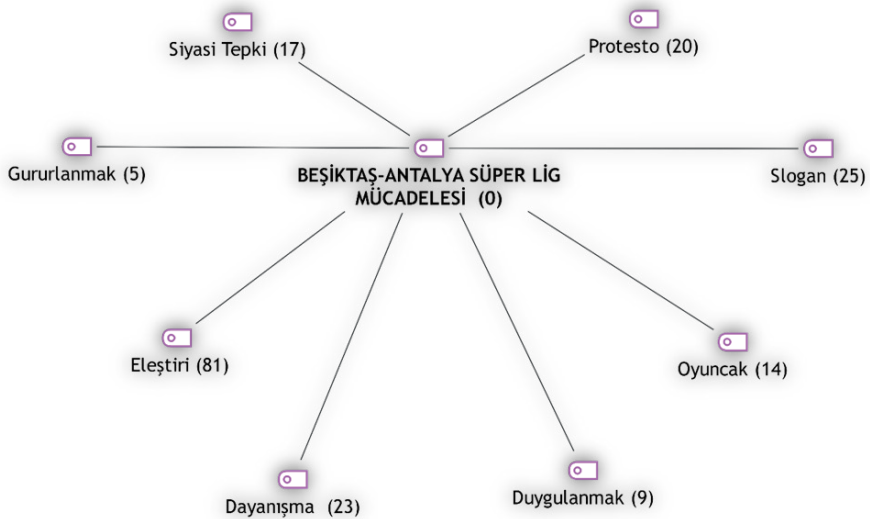 Siyasi Tepki (17)
Protesto (20)
Gururlanmak (5)
BEŞİKTAŞ-ANTALYA SÜPER LİG
MÜCADELESİ (0)
Slogan (25)
Eleştiri (81)
Oyuncak (14)
Dayanışma (23)
Duygulanmak (9)